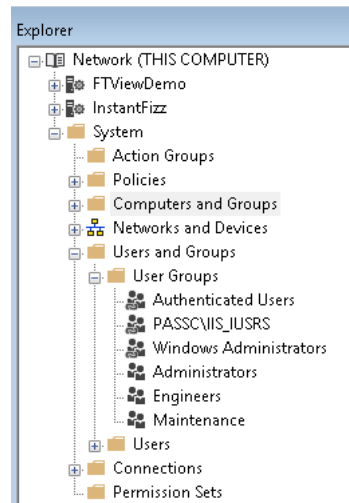 Explorer
Network (THIS COMPUTER)
FTViewDemo
InstantFizz
System
Action Groups
Policies
Computers and Groups
Networks and Devices
Users and Groups
User Groups
Authenticated Users
PASSC\IIS_IUSRS
Windows Administrators
Administrators
Engineers
Maintenance
Users
Connections
Permission Sets